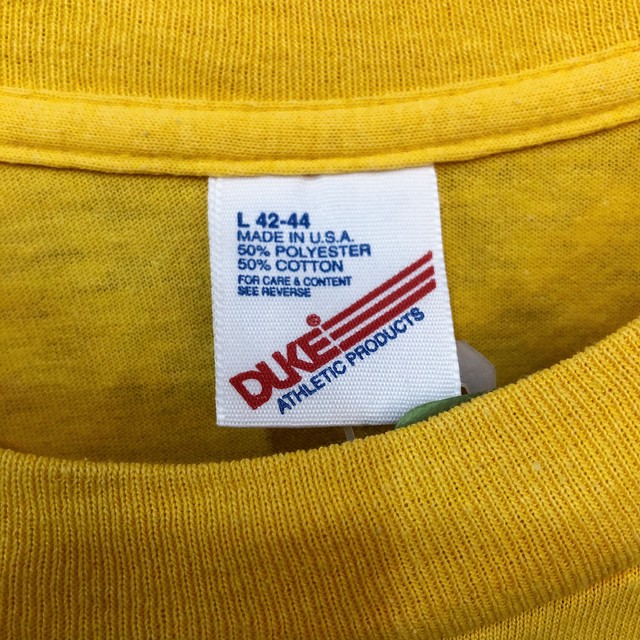 L 42-44
MADE IN U.S.A.
50% POLYESTER
50% COTTON
FOR CARE & CONTENT
SEE REVERSE
DUKE
ATHLETIC PRODUCTS